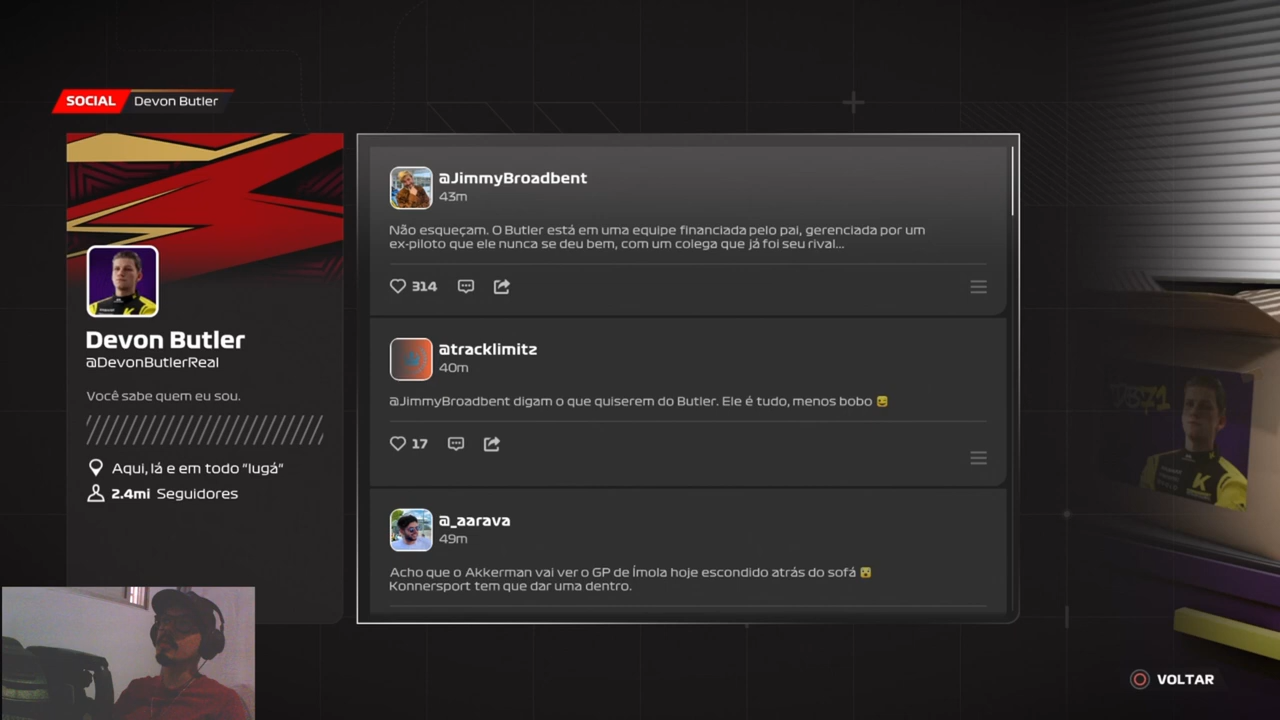 SOCIAL Devon Butler
Devon Butler
@DevonButlerReal
Você sabe quem eu sou.
Aqui, lá e em todo "lugá"
2.4mi Seguidores
@JimmyBroadbent
43m
Não esqueçam. O Butler está em uma equipe financiada pelo pai, gerenciada por um
ex-piloto que ele nunca se deu bem, com um colega que já foi seu rival...
314
@tracklimitz
40m
@JimmyBroadbent digam o que quiserem do Butler. Ele é tudo, menos bobo
17
@_aarava
49m
Acho que o Akkerman vai ver o GP de Ímola hoje escondido atrás do sofá
Konnersport tem que dar uma dentro.
K
VOLTAR